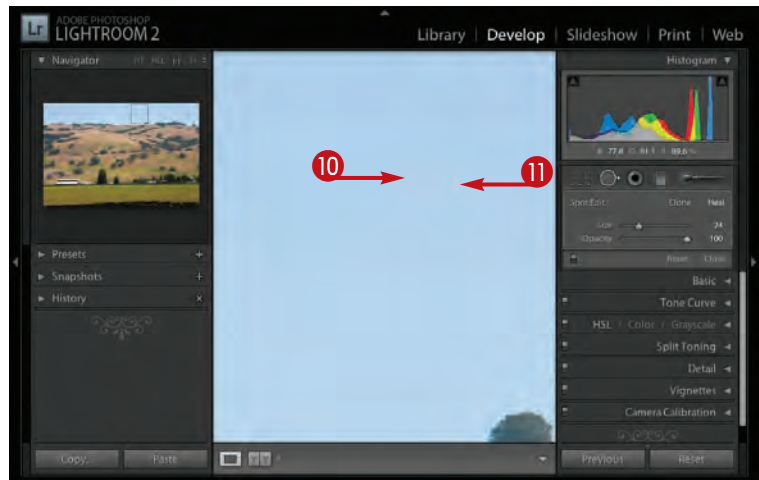 Lr ADOBE PHOTOSHOP
LIGHTROOM 2
Library | Develop | Slideshow | Print | Web
Navigator
Histogram
10
11
Spot Edit: Clone Heal
Size 24
Opacity 100
Reset Close
Presets
Snapshots
History
Basic
Tone Curve
HSL / Color / Grayscale
Split Toning
Detail
Vignettes
Camera Calibration
Copy... Paste
Previous Reset